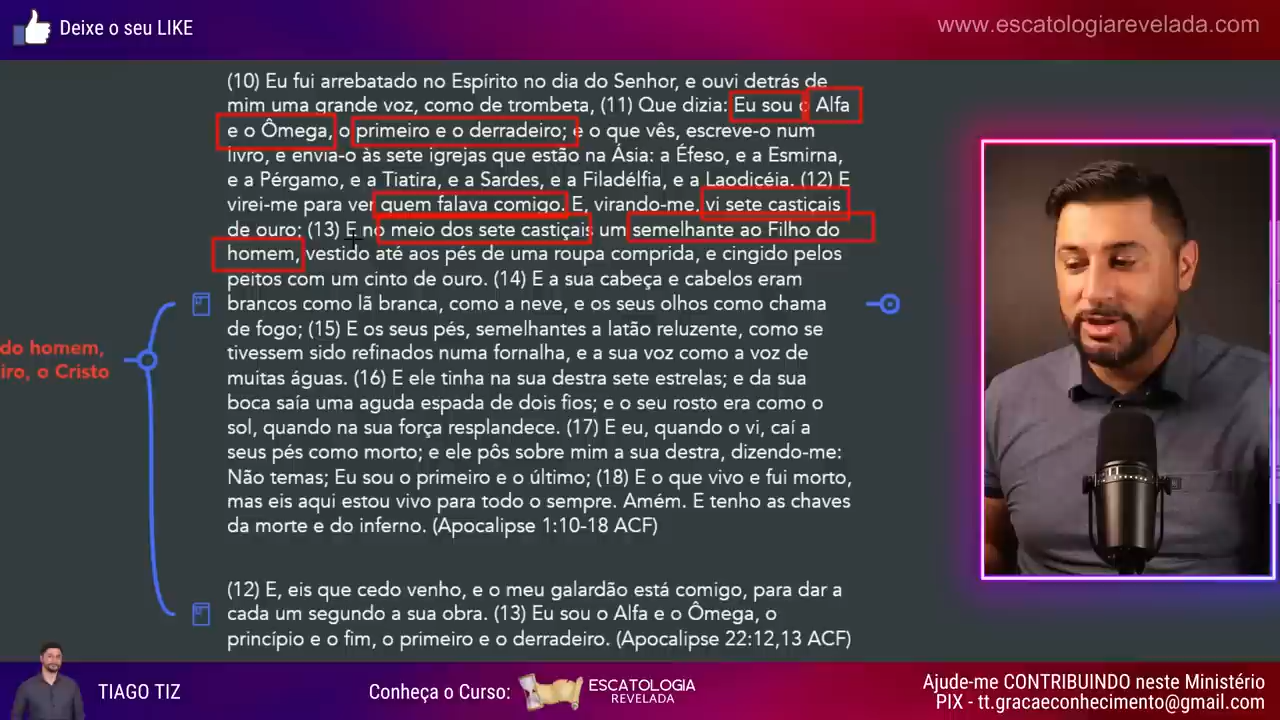 Deixe o seu LIKE
www.escatologiarevelada.com
(10) Eu fui arrebatado no Espírito no dia do Senhor, e ouvi detrás de
mim uma grande voz, como de trombeta, (11) Que dizia: Eu sou o Alfa
e o Ômega, o primeiro e o derradeiro; e o que vês, escreve-o num
livro, e envia-o às sete igrejas que estão na Ásia: a Éfeso, e a Esmirna,
e a Pérgamo, e a Tiatira, e a Sardes, e a Filadélfia, e a Laodicéia. (12) E
virei-me para ver quem falava comigo. E, virando-me, vi sete castiçais
de ouro; (13) E no meio dos sete castiçais um semelhante ao Filho do
homem, vestido até aos pés de uma roupa comprida, e cingido pelos
peitos com um cinto de ouro. (14) E a sua cabeça e cabelos eram
brancos como lã branca, como a neve, e os seus olhos como chama
de fogo; (15) E os seus pés, semelhantes a latão reluzente, como se
tivessem sido refinados numa fornalha, e a sua voz como a voz de
muitas águas. (16) E ele tinha na sua destra sete estrelas; e da sua
boca saía uma aguda espada de dois fios; e o seu rosto era como o
sol, quando na sua força resplandece. (17) E eu, quando o vi, caí a
seus pés como morto; e ele pôs sobre mim a sua destra, dizendo-me:
Não temas; Eu sou o primeiro e o último; (18) E o que vivo e fui morto,
mas eis aqui estou vivo para todo o sempre. Amém. E tenho as chaves
da morte e do inferno. (Apocalipse 1:10-18 ACF)
do homem,
iro, o Cristo
(12) E, eis que cedo venho, e o meu galardão está comigo, para dar a
cada um segundo a sua obra. (13) Eu sou o Alfa e o Ômega, o
princípio e o fim, o primeiro e o derradeiro. (Apocalipse 22:12,13 ACF)
TIAGO TIZ
Conheça o Curso:
ESCATOLOGIA
REVELADA
Ajude-me CONTRIBUINDO neste Ministério
PIX - tt.gracaeconhecimento@gmail.com